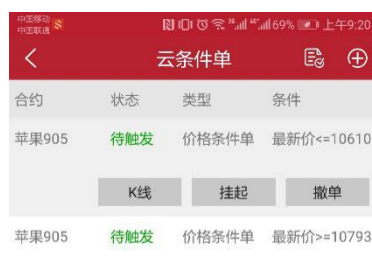 中国移动
中国联通
69% 上午9:20
云条件单
合约 状态 类型 条件
苹果905 待触发 价格条件单 最新价<=10610
K线 挂起 撤单
苹果905 待触发 价格条件单 最新价>=10793